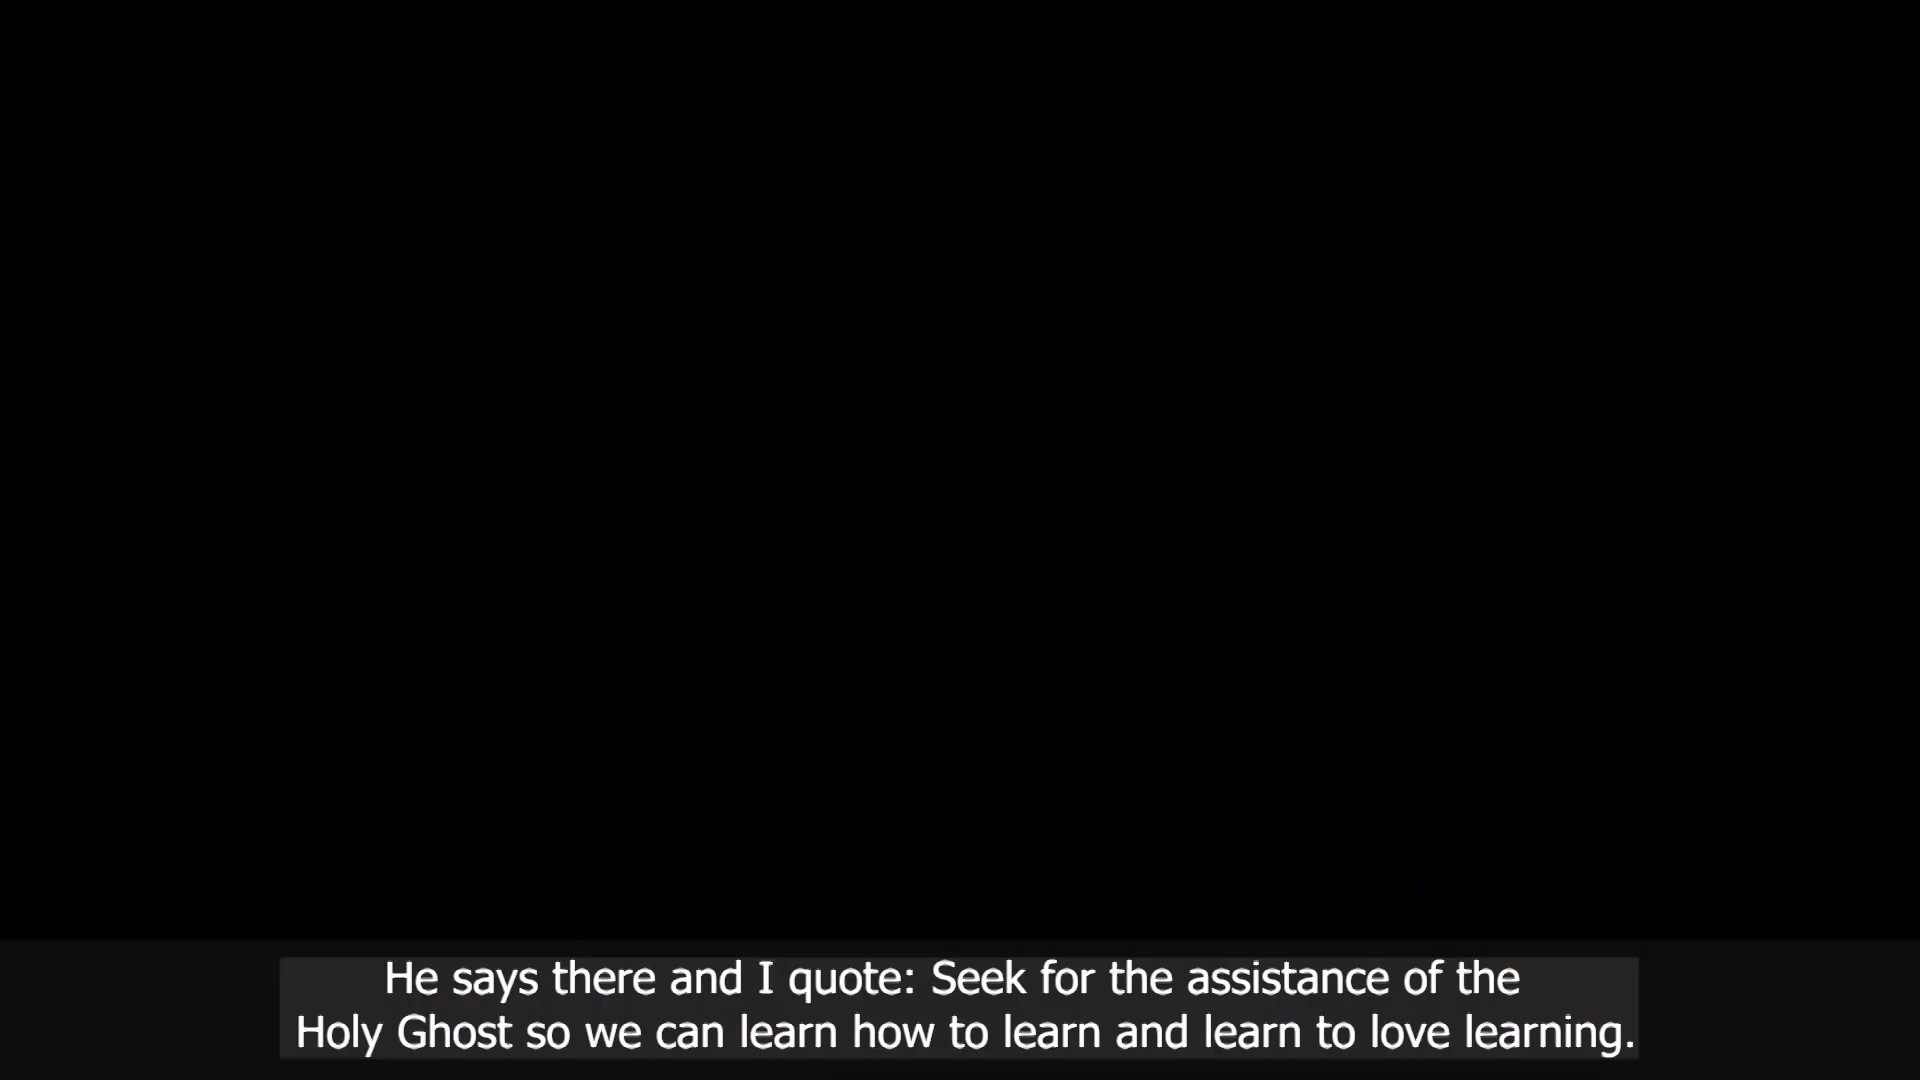 He says there and I quote: Seek for the assistance of the
Holy Ghost so we can learn how to learn and learn to love learning.